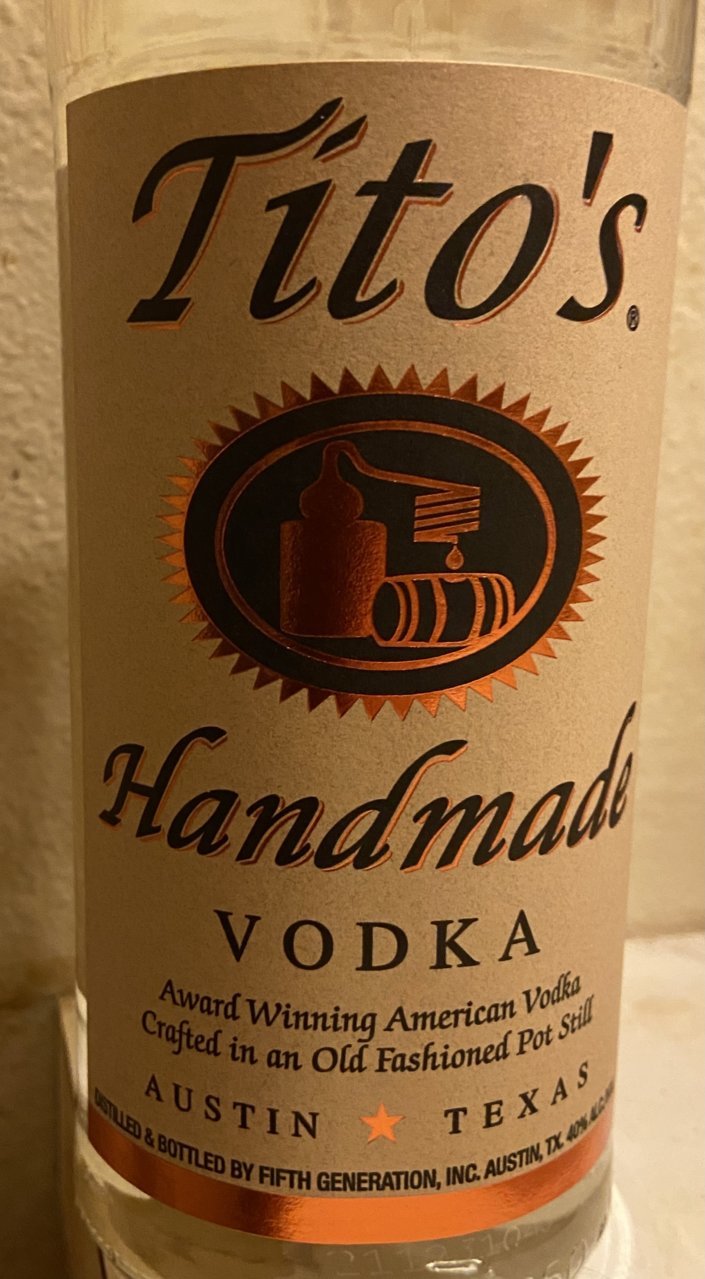 Tito's®
Handmade
VODKA
Award Winning American Vodka
Crafted in an Old Fashioned Pot Still
AUSTIN ★ TEXAS
DISTILLED & BOTTLED BY FIFTH GENERATION, INC. AUSTIN, TX. 40% ALC.